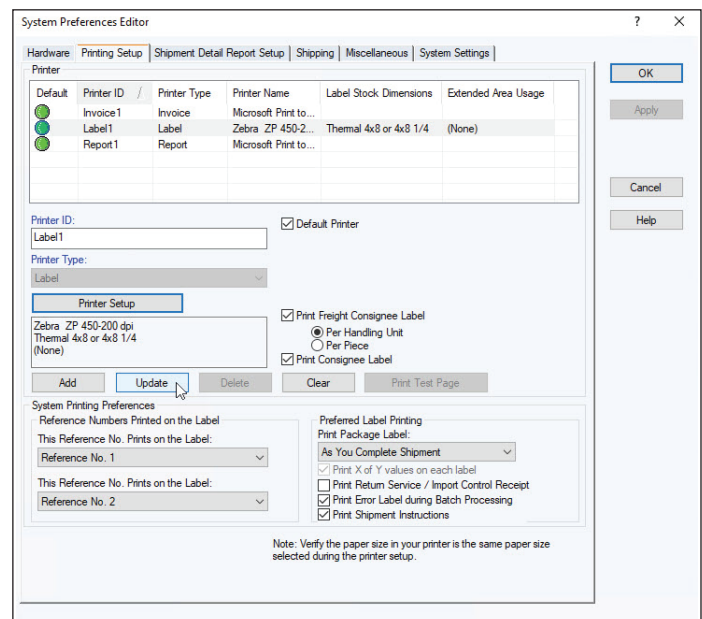 System Preferences Editor
? X
Hardware Printing Setup Shipment Detail Report Setup Shipping Miscellaneous System Settings
Printer
Default Printer ID / Printer Type Printer Name Label Stock Dimensions Extended Area Usage
Invoice1 Invoice Microsoft Print to...
Label1 Label Zebra ZP 450-2... Thermal 4x8 or 4x8 1/4 (None)
Report1 Report Microsoft Print to...
OK
Apply
Cancel
Help
Printer ID:
Label1
Default Printer
Printer Type:
Label
Printer Setup
Zebra ZP 450-200 dpi
Thermal 4x8 or 4x8 1/4
(None)
Print Freight Consignee Label
Per Handling Unit
Per Piece
Print Consignee Label
Add Update Delete Clear Print Test Page
System Printing Preferences
Reference Numbers Printed on the Label
This Reference No. Prints on the Label:
Reference No. 1
This Reference No. Prints on the Label:
Reference No. 2
Preferred Label Printing
Print Package Label:
As You Complete Shipment
Print X of Y values on each label
Print Return Service / Import Control Receipt
Print Error Label during Batch Processing
Print Shipment Instructions
Note: Verify the paper size in your printer is the same paper size
selected during the printer setup.